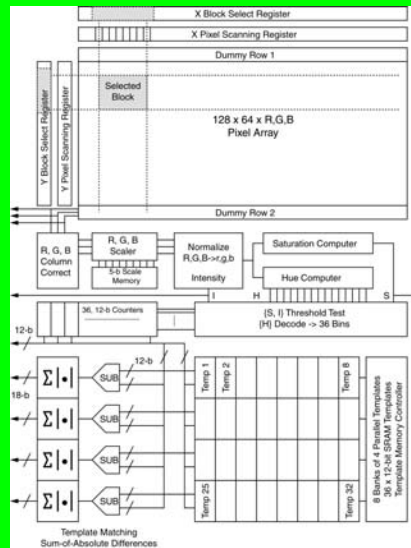 X Block Select Register
X Pixel Scanning Register
Dummy Row 1
Y Block Select Register
Y Pixel Scanning Register
Selected
Block
128 x 64 x R,G,B
Pixel Array
Dummy Row 2
R, G, B
Column
Correct
R, G, B
Scaler
5-b Scale
Memory
Normalize
R,G,B->r,g,b
Intensity
Saturation Computer
Hue Computer
I H S
36, 12-b Counters
{S, I} Threshold Test
{H} Decode -> 36 Bins
12-b
12-b
18-b
Σ|•| SUB
Σ|•| SUB
Σ|•| SUB
Σ|•| SUB
Temp 1
Temp 2
Temp 8
Temp 25
Temp 32
8 Banks of 4 Parallel Templates
36 x 12-bit SRAM Templates
Template Memory Controller
Template Matching
Sum-of-Absolute Differences